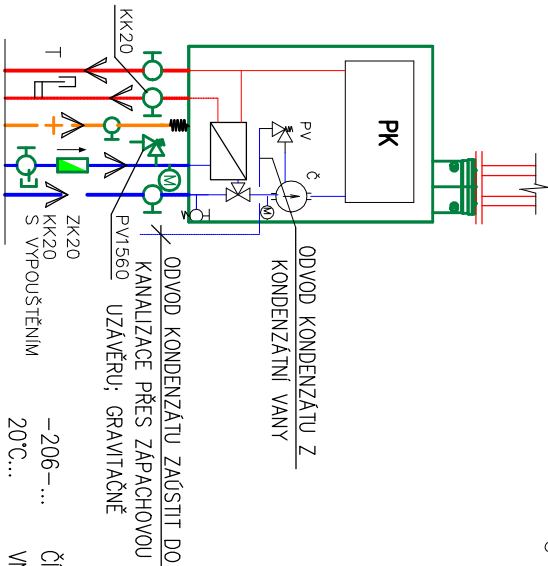 KK20
T
PK
PV
Č
M
M
PV1560
ZK20
KK20
S VYPOUŠTĚNÍM
ODVOD KONDENZÁTU Z
KONDENZÁTNÍ VANY
ODVOD KONDENZÁTU ZAÚSTIT DO
KANALIZACE PŘES ZÁPACHOVOU
UZÁVĚRU; GRAVITAČNĚ
-206-...
20°C...